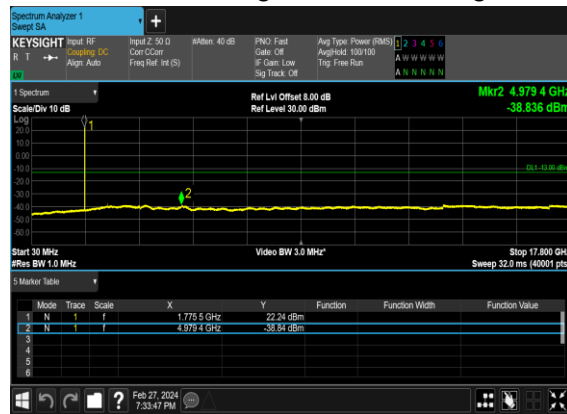 Spectrum Analyzer 1
Swept SA
+
KEYSIGHT Input: RF Input Z: 50 Ω #Atten: 40 dB PNO: Fast Avg Type: Power (RMS) 1 2 3 4 5 6
R T Coupling: DC Corr CCorr Gate: Off Avg|Hold: 100/100 A W W W W W
Align: Auto Freq Ref: Int (S) IF Gain: Low Trig: Free Run
LW Sig Track: Off A N N N N N
1 Spectrum Ref Lvl Offset 8.00 dB Mkr2 4.979 4 GHz
Scale/Div 10 dB Ref Level 30.00 dBm -38.836 dBm
Log
20.0
10.0
0.00
-10.0
-20.0
-30.0
-40.0
-50.0
-60.0
1
DL1 -13.00 dBm
2
Start 30 MHz Video BW 3.0 MHz* Stop 17.800 GHz
#Res BW 1.0 MHz Sweep 32.0 ms (40001 pts)
5 Marker Table
Mode Trace Scale X Y Function Function Width Function Value
1 N 1 f 1.775 5 GHz 22.24 dBm
2 N 1 f 4.979 4 GHz -38.84 dBm
3
4
5
6
? Feb 27, 2024
7:33:47 PM